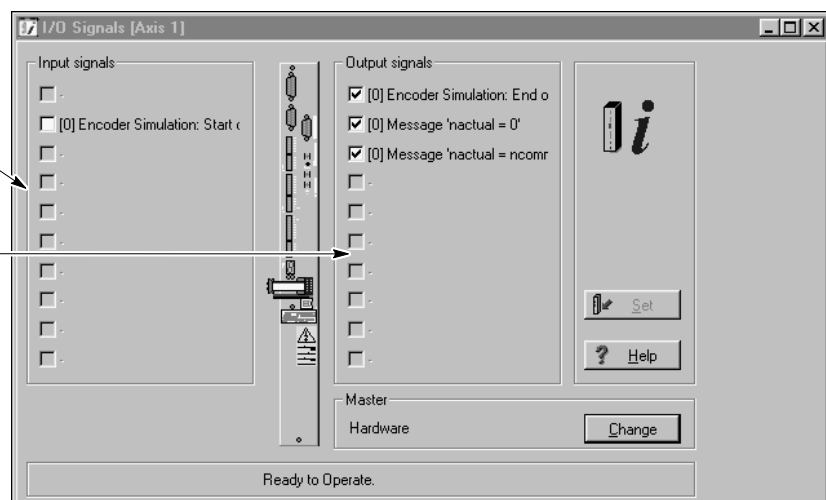 I/O Signals [Axis 1]
Input signals
-
[0] Encoder Simulation: Start
-
-
-
-
-
-
-
-
Output signals
[0] Encoder Simulation: End o
[0] Message 'nactual = 0'
[0] Message 'nactual = ncomr
-
-
-
-
-
-
-
i
Set
Help
Master
Hardware
Change
Ready to Operate.